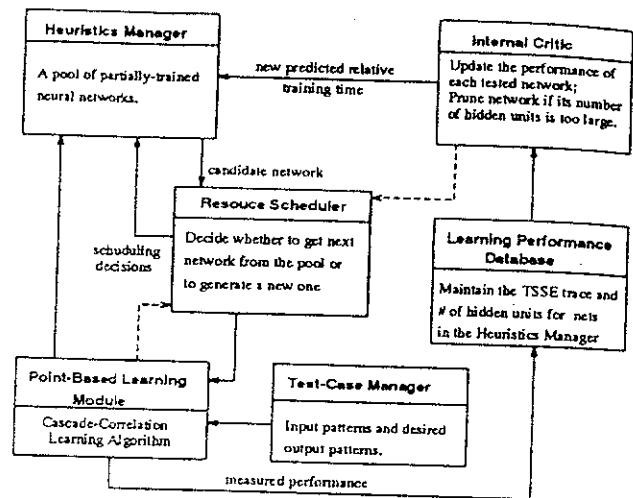 Heuristics Manager
A pool of partially-trained
neural networks.
new predicted relative
training time
Internal Critic
Update the performance of
each tested network;
Prune network if its number
of hidden units is too large.
candidate network
Resouce Scheduler
Decide whether to get next
network from the pool or
to generate a new one
scheduling
decisions
Learning Performance
Database
Maintain the TSSE trace and
# of hidden units for nets
in the Heuristics Manager
Point-Based Learning
Module
Cascade-Correlation
Learning Algorithm
Test-Case Manager
Input patterns and desired
output patterns.
measured performance